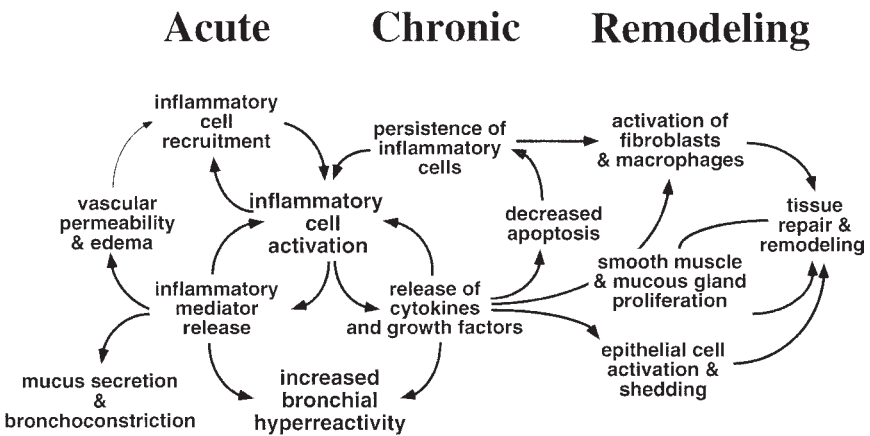 Acute
Chronic
Remodeling
inflammatory
cell
recruitment
persistence of
inflammatory
cells
activation of
fibroblasts
& macrophages
vascular
permeability
& edema
inflammatory
cell
activation
decreased
apoptosis
tissue
repair &
remodeling
smooth muscle
& mucous gland
proliferation
inflammatory
mediator
release
release of
cytokines
and growth factors
epithelial cell
activation &
shedding
mucus secretion
&
bronchoconstriction
increased
bronchial
hyperreactivity